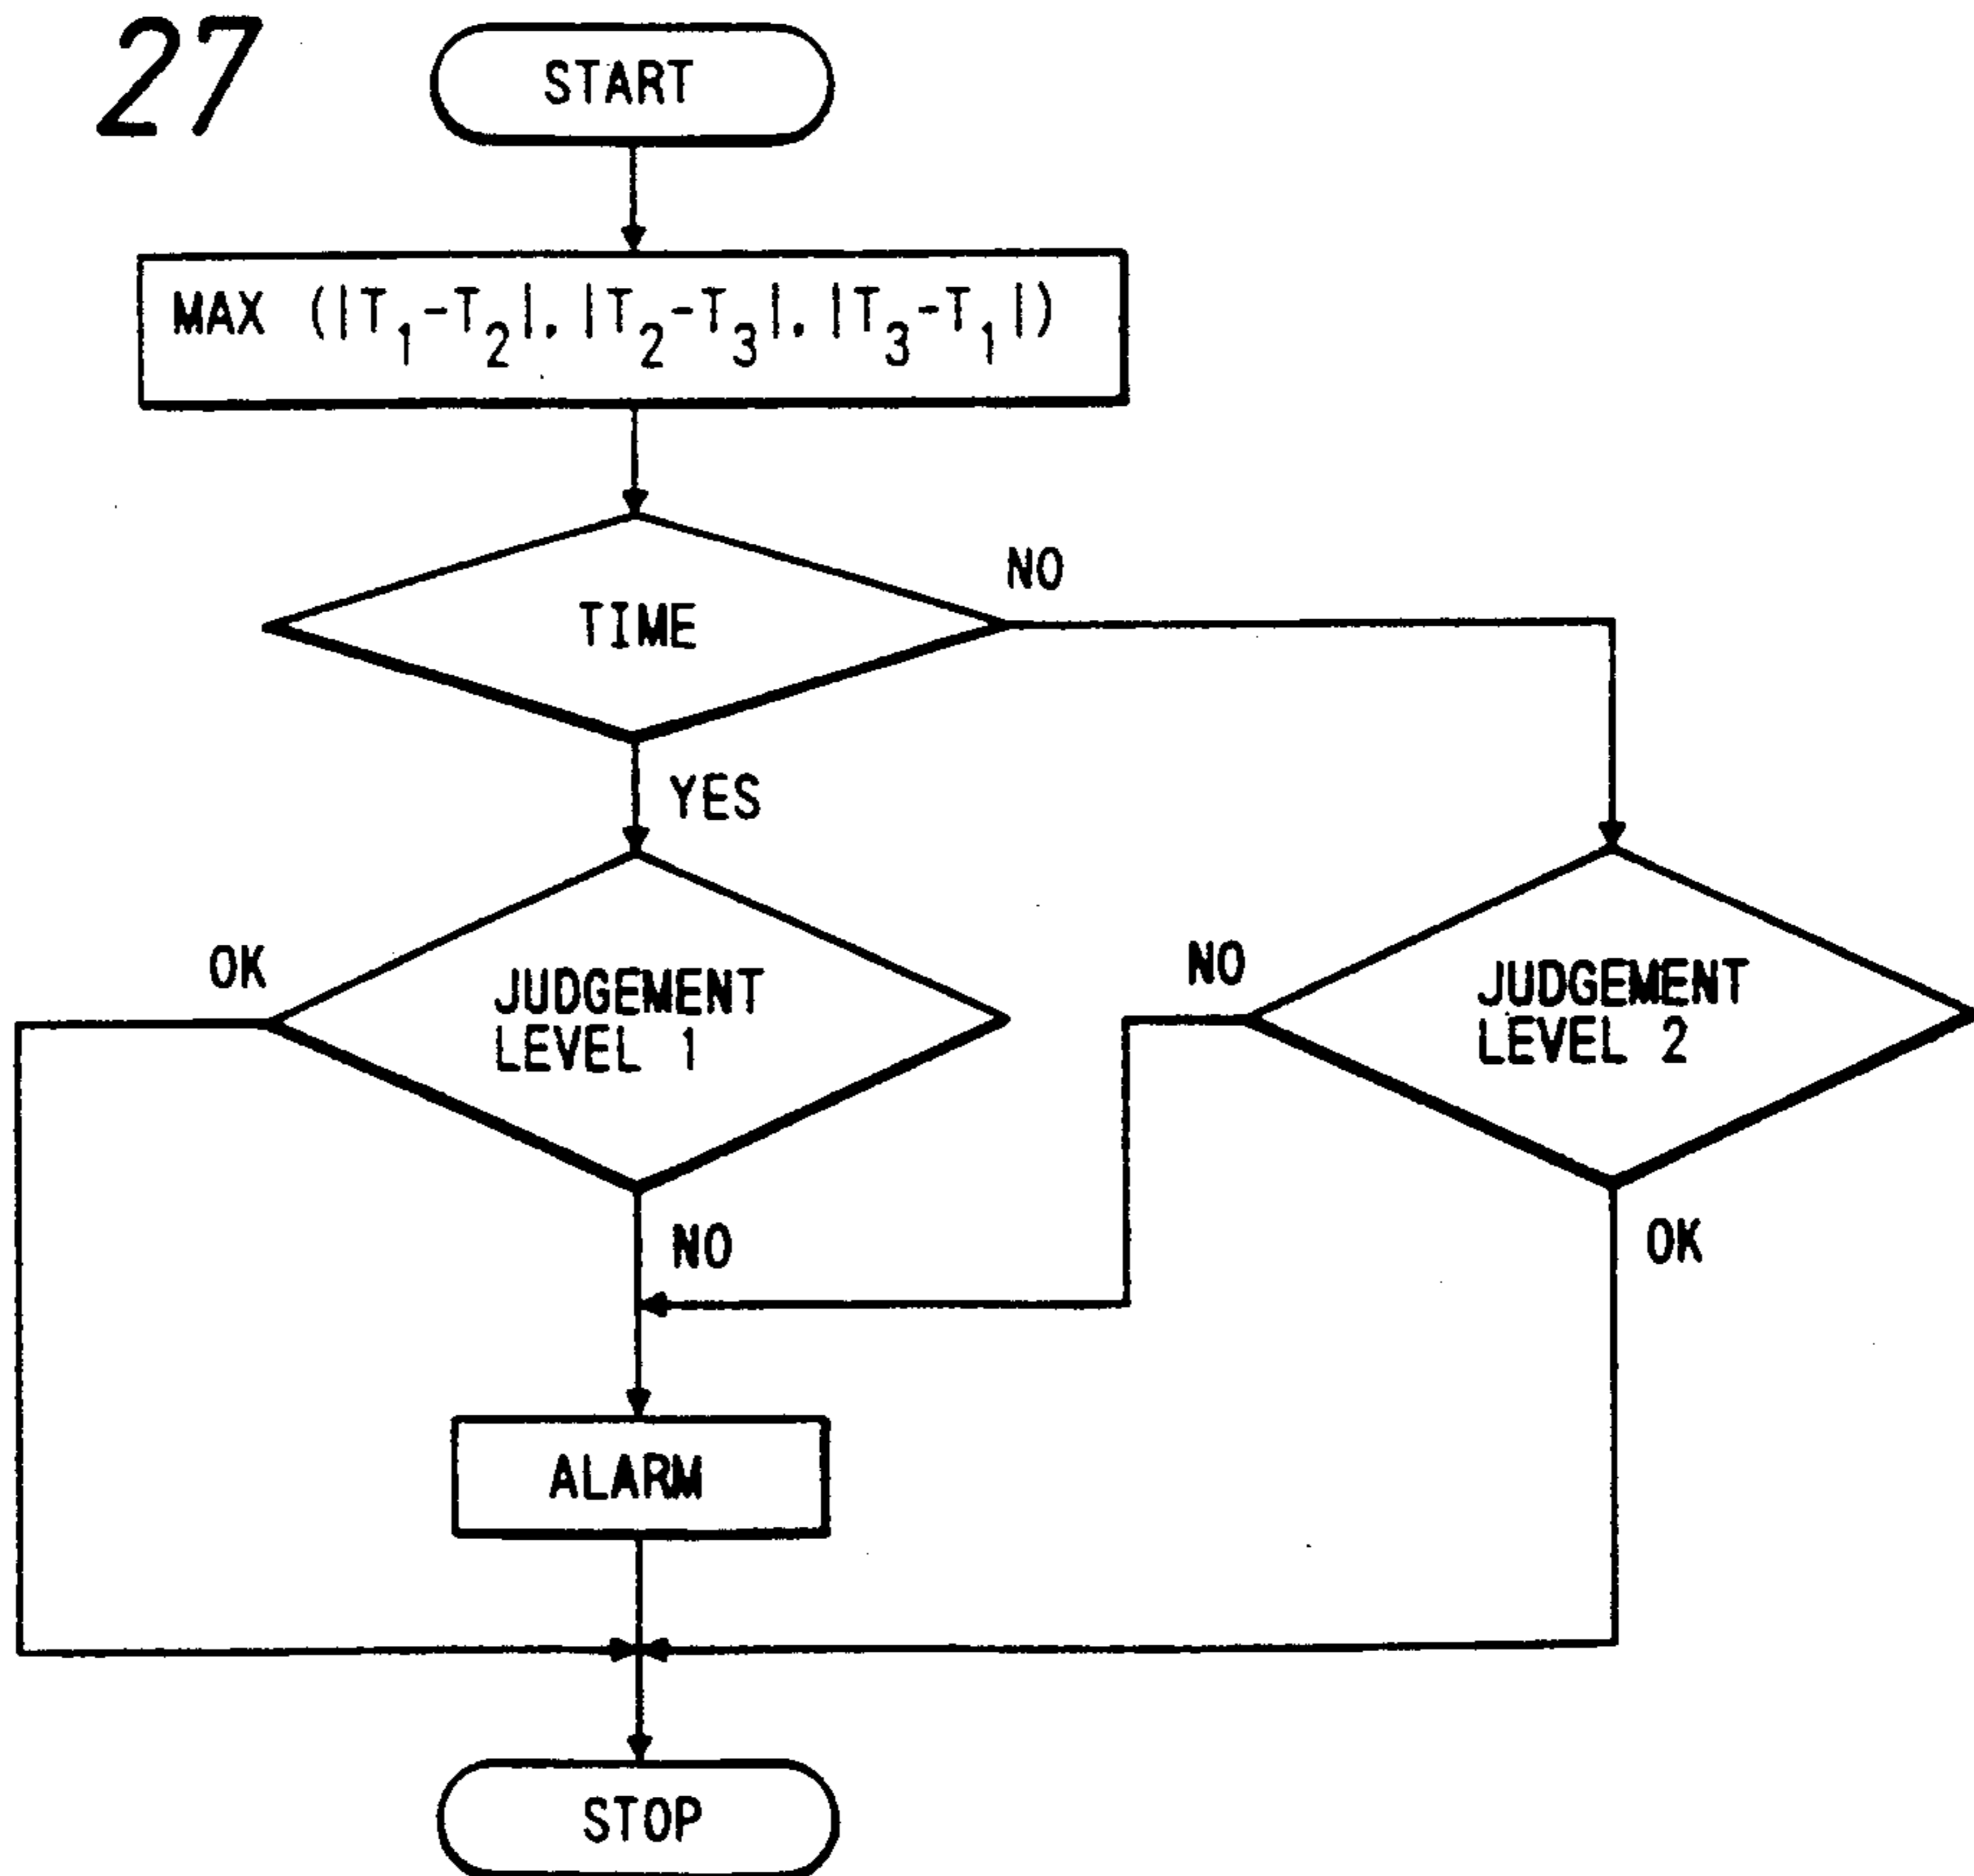 27
START
MAX (|T₁-T₂|, |T₂-T₃|, |T₃-T₁|)
NO
TIME
YES
OK
JUDGEMENT
LEVEL 1
NO
JUDGEMENT
LEVEL 2
NO
OK
ALARM
STOP